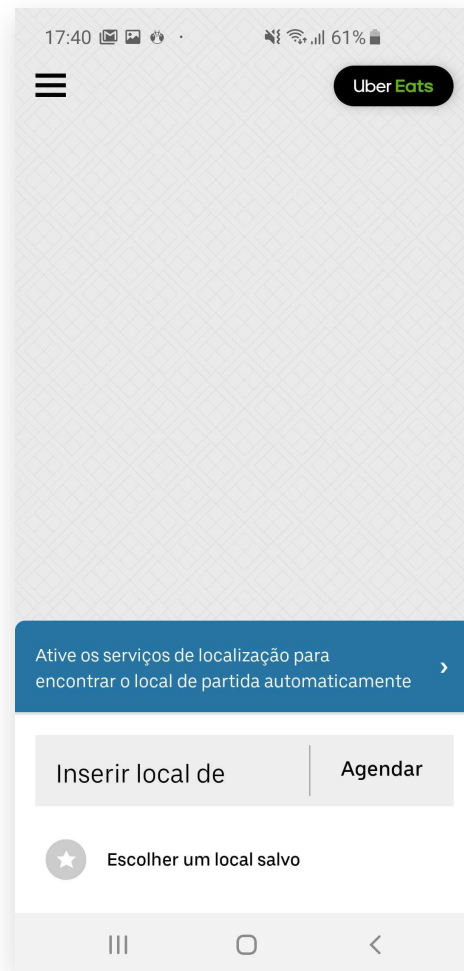 17:40 61%
Uber Eats
Ative os serviços de localização para
encontrar o local de partida automaticamente
Inserir local de Agendar
Escolher um local salvo